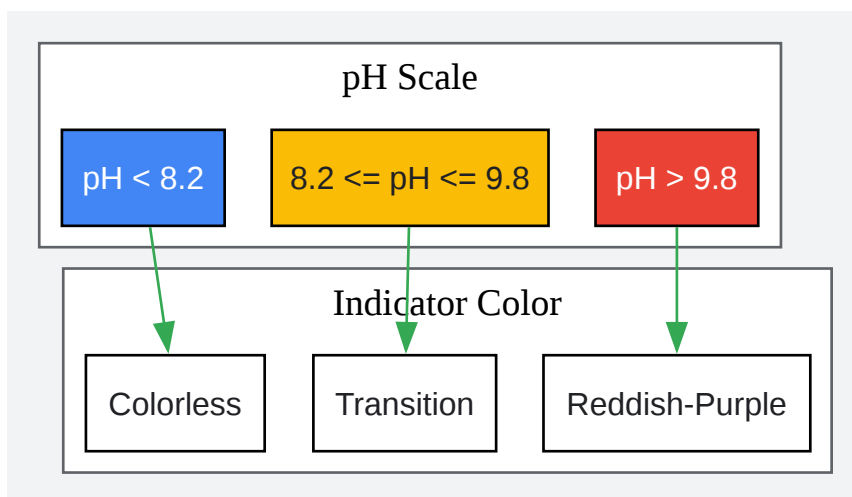 pH Scale
pH < 8.2
8.2 <= pH <= 9.8
pH > 9.8
Indicator Color
Colorless
Transition
Reddish-Purple